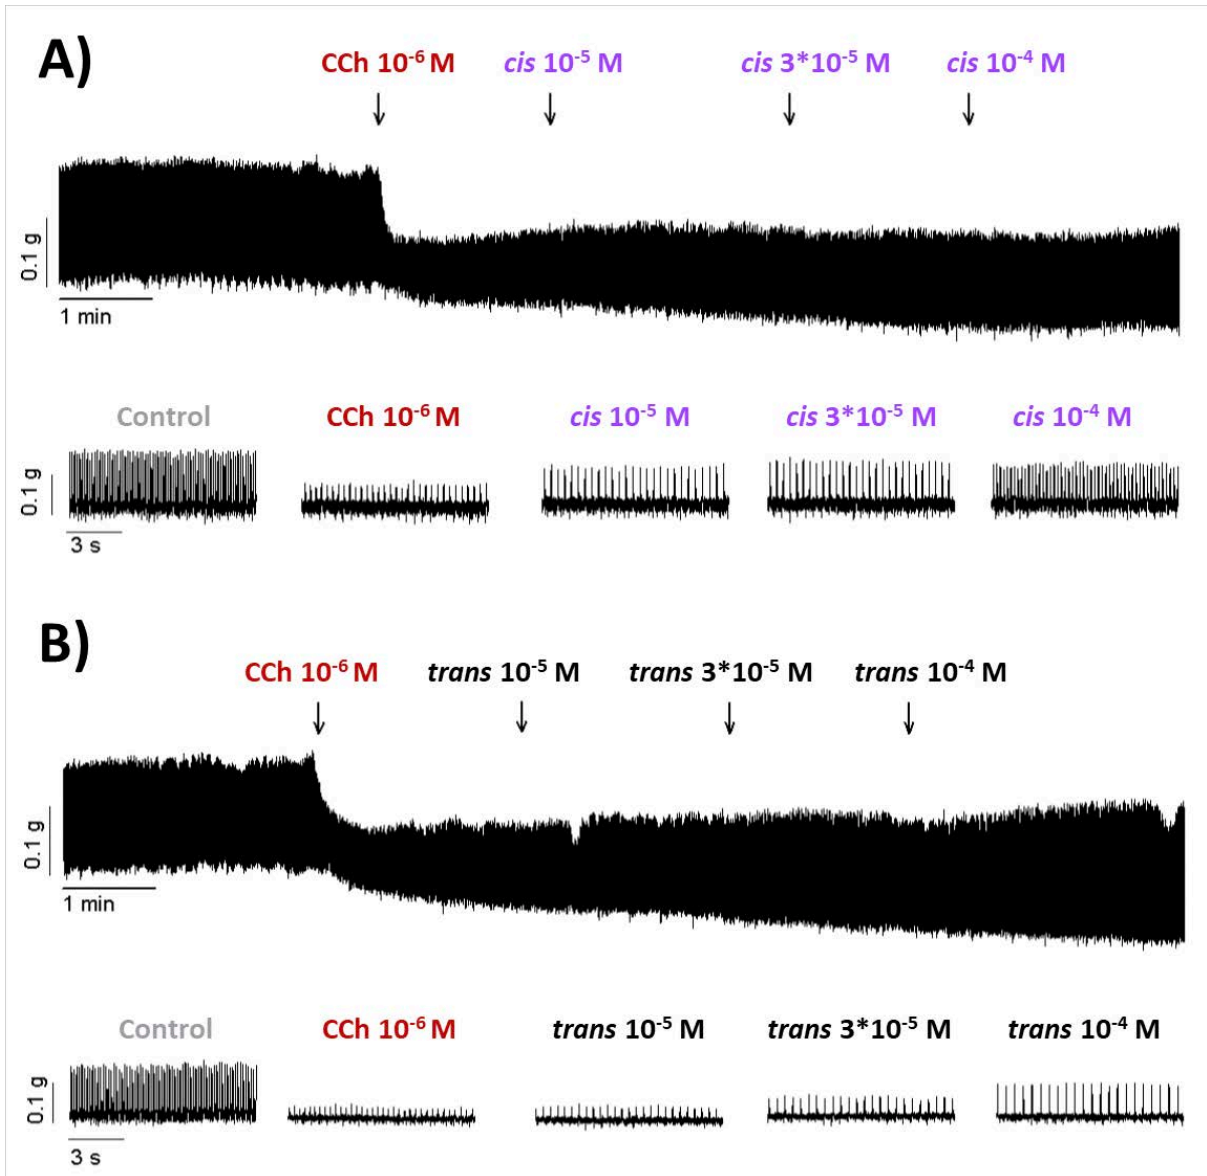 A)
CCh 10⁻⁶ M cis 10⁻⁵ M cis 3*10⁻⁵ M cis 10⁻⁴ M
0.1 g
1 min
Control CCh 10⁻⁶ M cis 10⁻⁵ M cis 3*10⁻⁵ M cis 10⁻⁴ M
0.1 g
3 s
B)
CCh 10⁻⁶ M trans 10⁻⁵ M trans 3*10⁻⁵ M trans 10⁻⁴ M
0.1 g
1 min
Control CCh 10⁻⁶ M trans 10⁻⁵ M trans 3*10⁻⁵ M trans 10⁻⁴ M
0.1 g
3 s